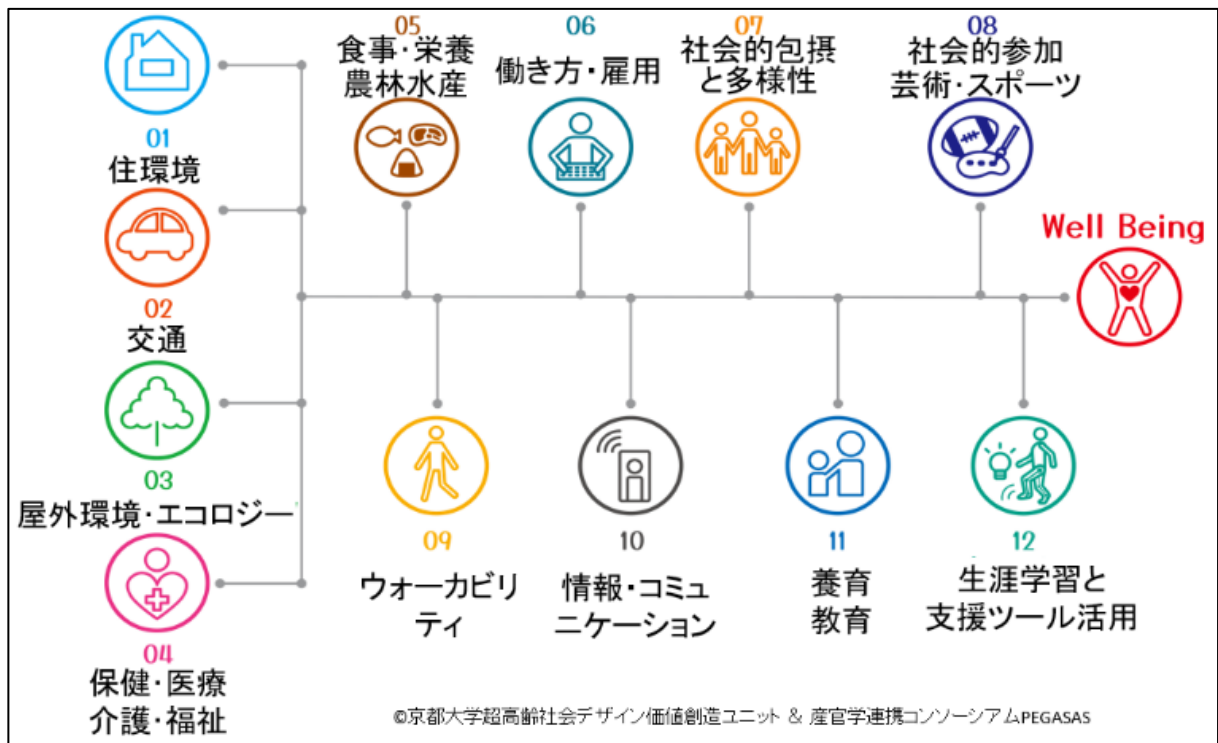 01
住環境
02
交通
03
屋外環境・エコロジー
04
保健・医療
介護・福祉
05
食事・栄養
農林水産
06
働き方・雇用
07
社会的包摂
と多様性
08
社会的参加
芸術・スポーツ
Well Being
09
ウォーカビリ
ティ
10
情報・コミュ
ニケーション
11
養育
教育
12
生涯学習と
支援ツール活用
©京都大学超高齢社会デザイン価値創造ユニット & 産官学連携コンソーシアムPEGASAS